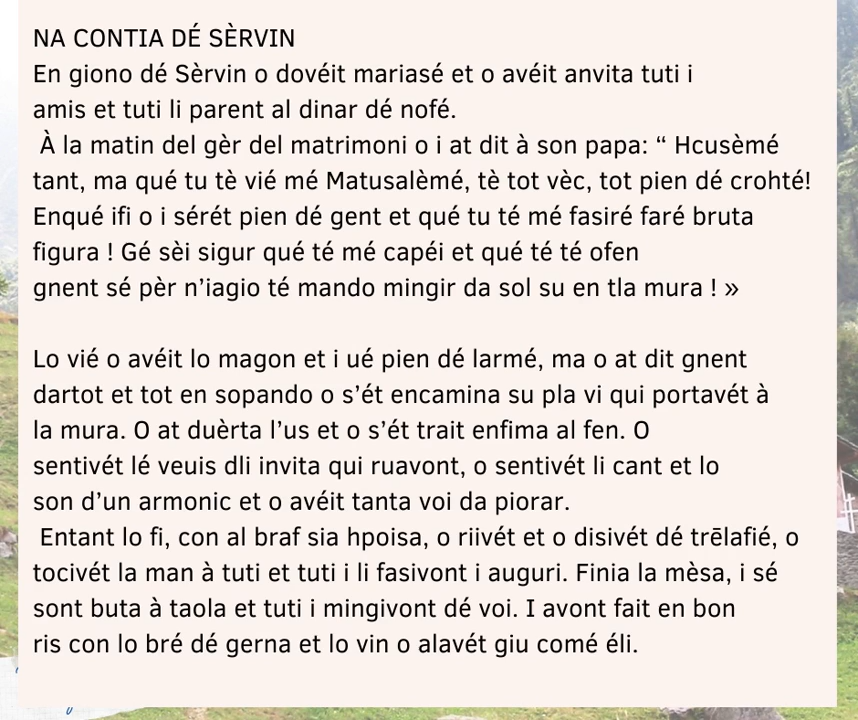 NA CONTIA DÉ SÈRVIN
En giono dé Sèrvin o dovéit mariasé et o avéit anvita tuti i
amis et tuti li parent al dinar dé nofé.
À la matin del gèr del matrimoni o i at dit à son papa: “ Hcusèmé
tant, ma qué tu tè vié mé Matusalèmé, tè tot vèc, tot pien dé crohté!
Enqué ifi o i sérét pien dé gent et qué tu té mé fasiré faré bruta
figura ! Gé sèi sigur qué té mé capéi et qué té té ofen
gnent sé pèr n’iagio té mando mingir da sol su en tla mura ! »
Lo vié o avéit lo magon et i ué pien dé larmé, ma o at dit gnent
dartot et tot en sopando o s’ét encamina su pla vi qui portavét à
la mura. O at duèrta l’us et o s’ét trait enfima al fen. O
sentivét lé veuis dli invita qui ruavont, o sentivét li cant et lo
son d’un armonic et o avéit tanta voi da piorar.
Entant lo fi, con al braf sia hpoisa, o riivét et o disivét dé trēlafié, o
tocivét la man à tuti et tuti i li fasivont i auguri. Finia la mèsa, i sé
sont buta à taola et tuti i mingivont dé voi. I avont fait en bon
ris con lo bré dé gerna et lo vin o alavét giu comé éli.